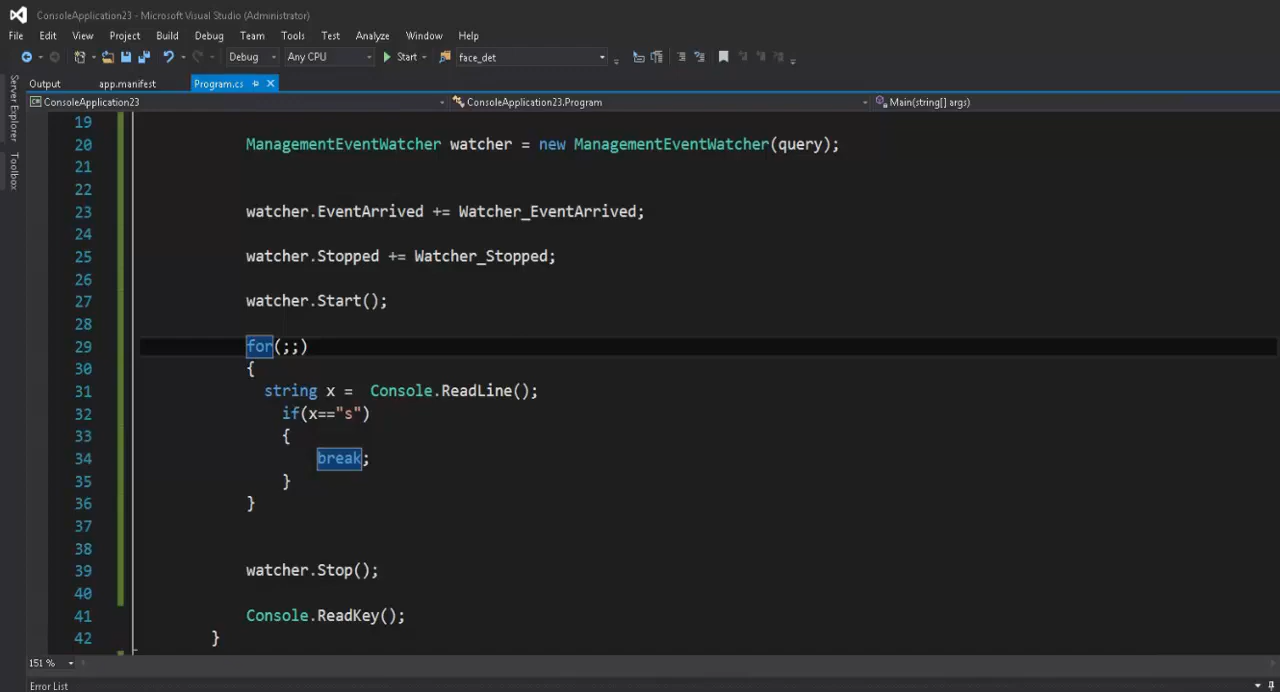 ConsoleApplication23 - Microsoft Visual Studio (Administrator)
File Edit View Project Build Debug Team Tools Test Analyze Window Help
Debug Any CPU Start face_det
Output app.manifest Program.cs
ConsoleApplication23 ConsoleApplication23.Program Main(string[] args)
Server Explorer
Toolbox
19
20 ManagementEventWatcher watcher = new ManagementEventWatcher(query);
21
22
23 watcher.EventArrived += Watcher_EventArrived;
24
25 watcher.Stopped += Watcher_Stopped;
26
27 watcher.Start();
28
29 for(;;)
30 {
31 string x = Console.ReadLine();
32 if(x=="s")
33 {
34 break;
35 }
36 }
37
38
39 watcher.Stop();
40
41 Console.ReadKey();
42 }
151 %
Error List